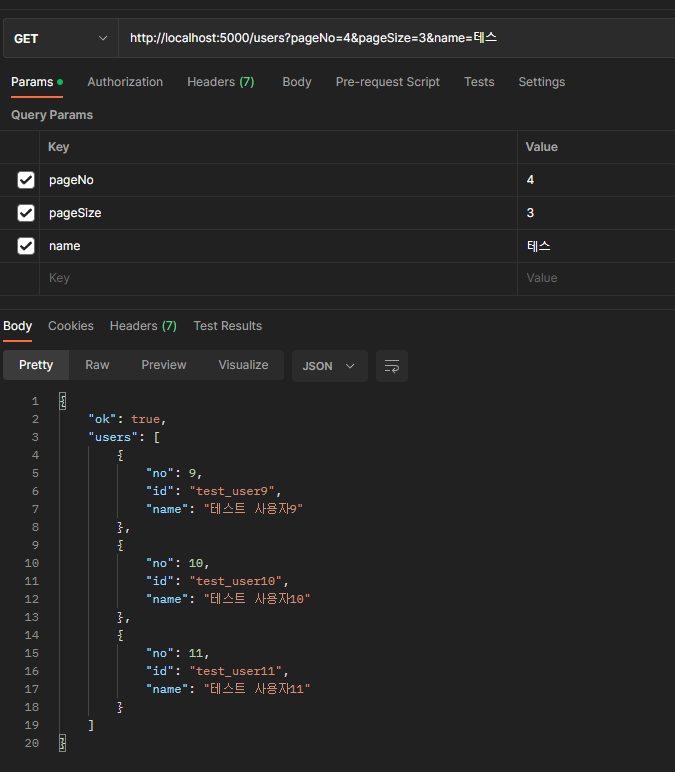 GET http://localhost:5000/users?pageNo=4&pageSize=3&name=테스
Params Authorization Headers (7) Body Pre-request Script Tests Settings
Query Params
Key Value
pageNo 4
pageSize 3
name 테스
Key Value
Body Cookies Headers (7) Test Results
Pretty Raw Preview Visualize JSON
1 {
2 "ok": true,
3 "users": [
4 {
5 "no": 9,
6 "id": "test_user9",
7 "name": "테스트 사용자9"
8 },
9 {
10 "no": 10,
11 "id": "test_user10",
12 "name": "테스트 사용자10"
13 },
14 {
15 "no": 11,
16 "id": "test_user11",
17 "name": "테스트 사용자11"
18 }
19 ]
20 }